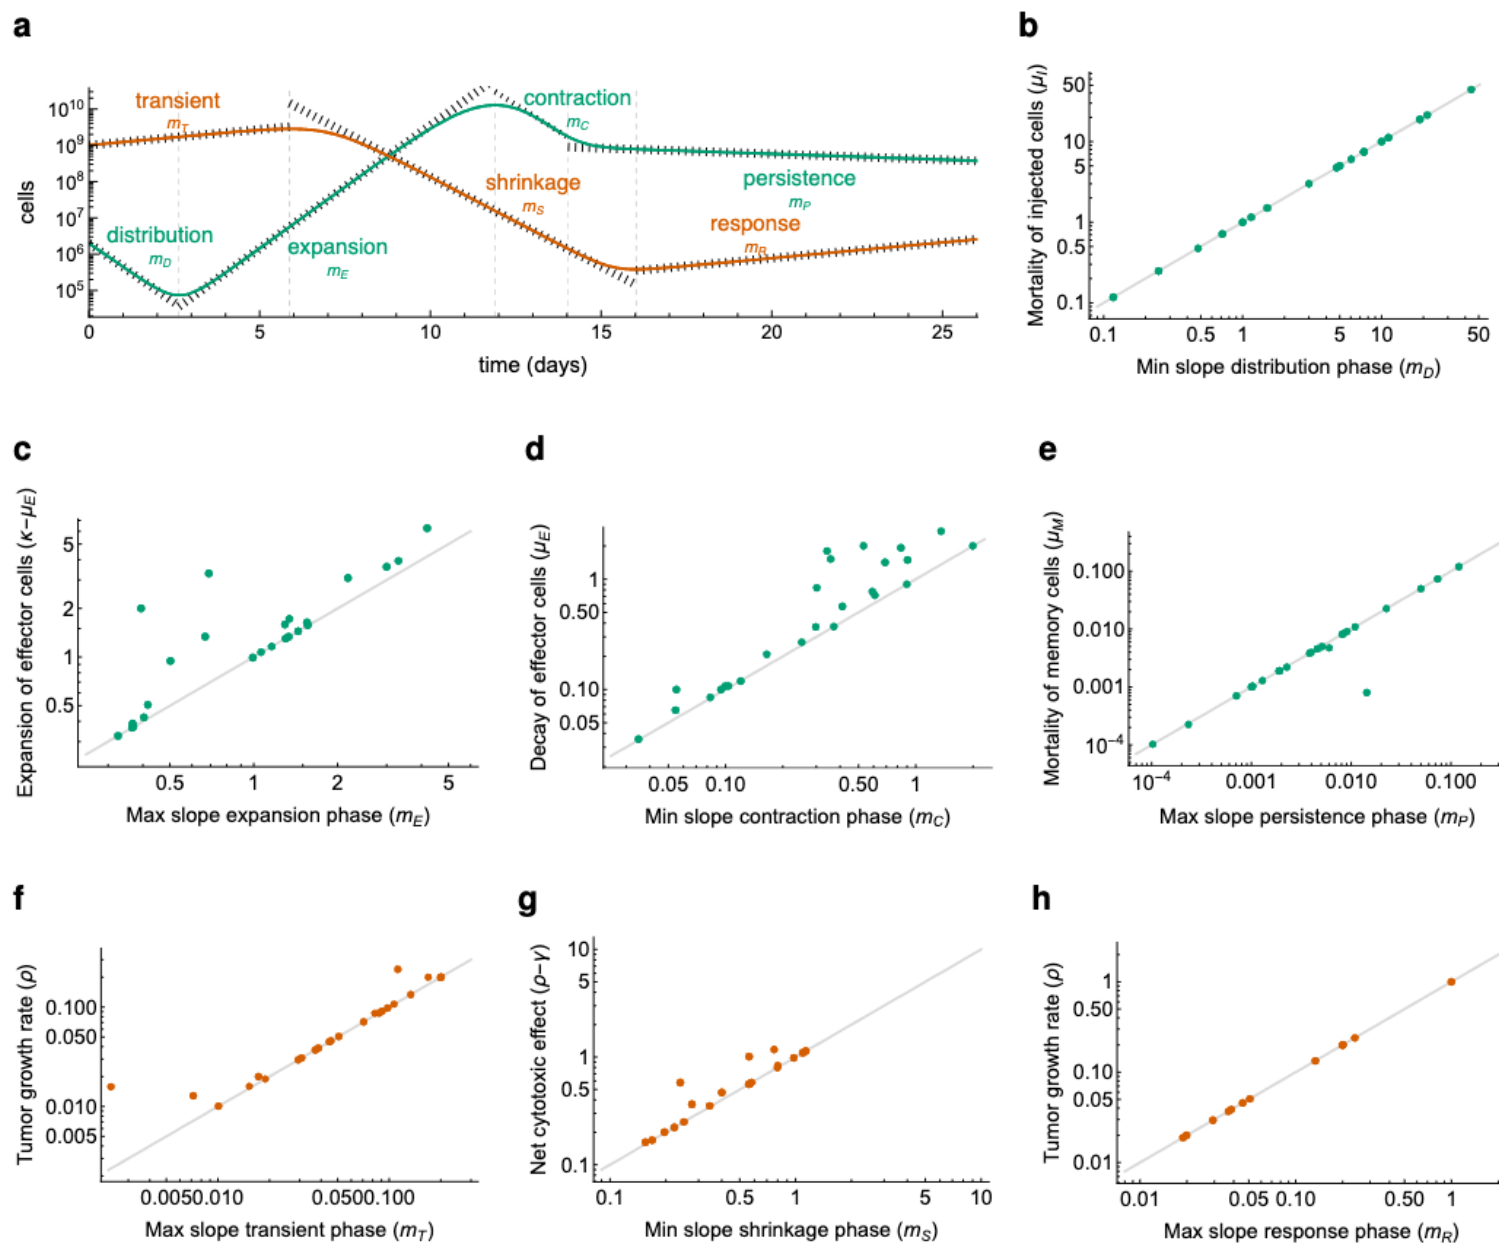 a
transient
m_T
contraction
m_C
shrinkage
m_S
persistence
m_P
response
m_R
distribution
m_D
expansion
m_E
cells
10^10
10^9
10^8
10^7
10^6
10^5
0 5 10 15 20 25
time (days)
b
Mortality of injected cells (μ_I)
50
10
5
1
0.5
0.1
0.1 0.5 1 5 10 50
Min slope distribution phase (m_D)
c
Expansion of effector cells (κ−μ_E)
5
2
1
0.5
0.5 1 2 5
Max slope expansion phase (m_E)
d
Decay of effector cells (μ_E)
1
0.50
0.10
0.05
0.05 0.10 0.50 1
Min slope contraction phase (m_C)
e
Mortality of memory cells (μ_M)
0.100
0.010
0.001
10^−4
10^−4 0.001 0.010 0.100
Max slope persistence phase (m_P)
f
Tumor growth rate (ρ)
0.100
0.050
0.010
0.005
0.0050.010 0.0500.100
Max slope transient phase (m_T)
g
Net cytotoxic effect (ρ−γ)
10
5
1
0.5
0.1
0.1 0.5 1 5 10
Min slope shrinkage phase (m_S)
h
Tumor growth rate (ρ)
1
0.50
0.10
0.05
0.01
0.01 0.05 0.10 0.50 1
Max slope response phase (m_R)